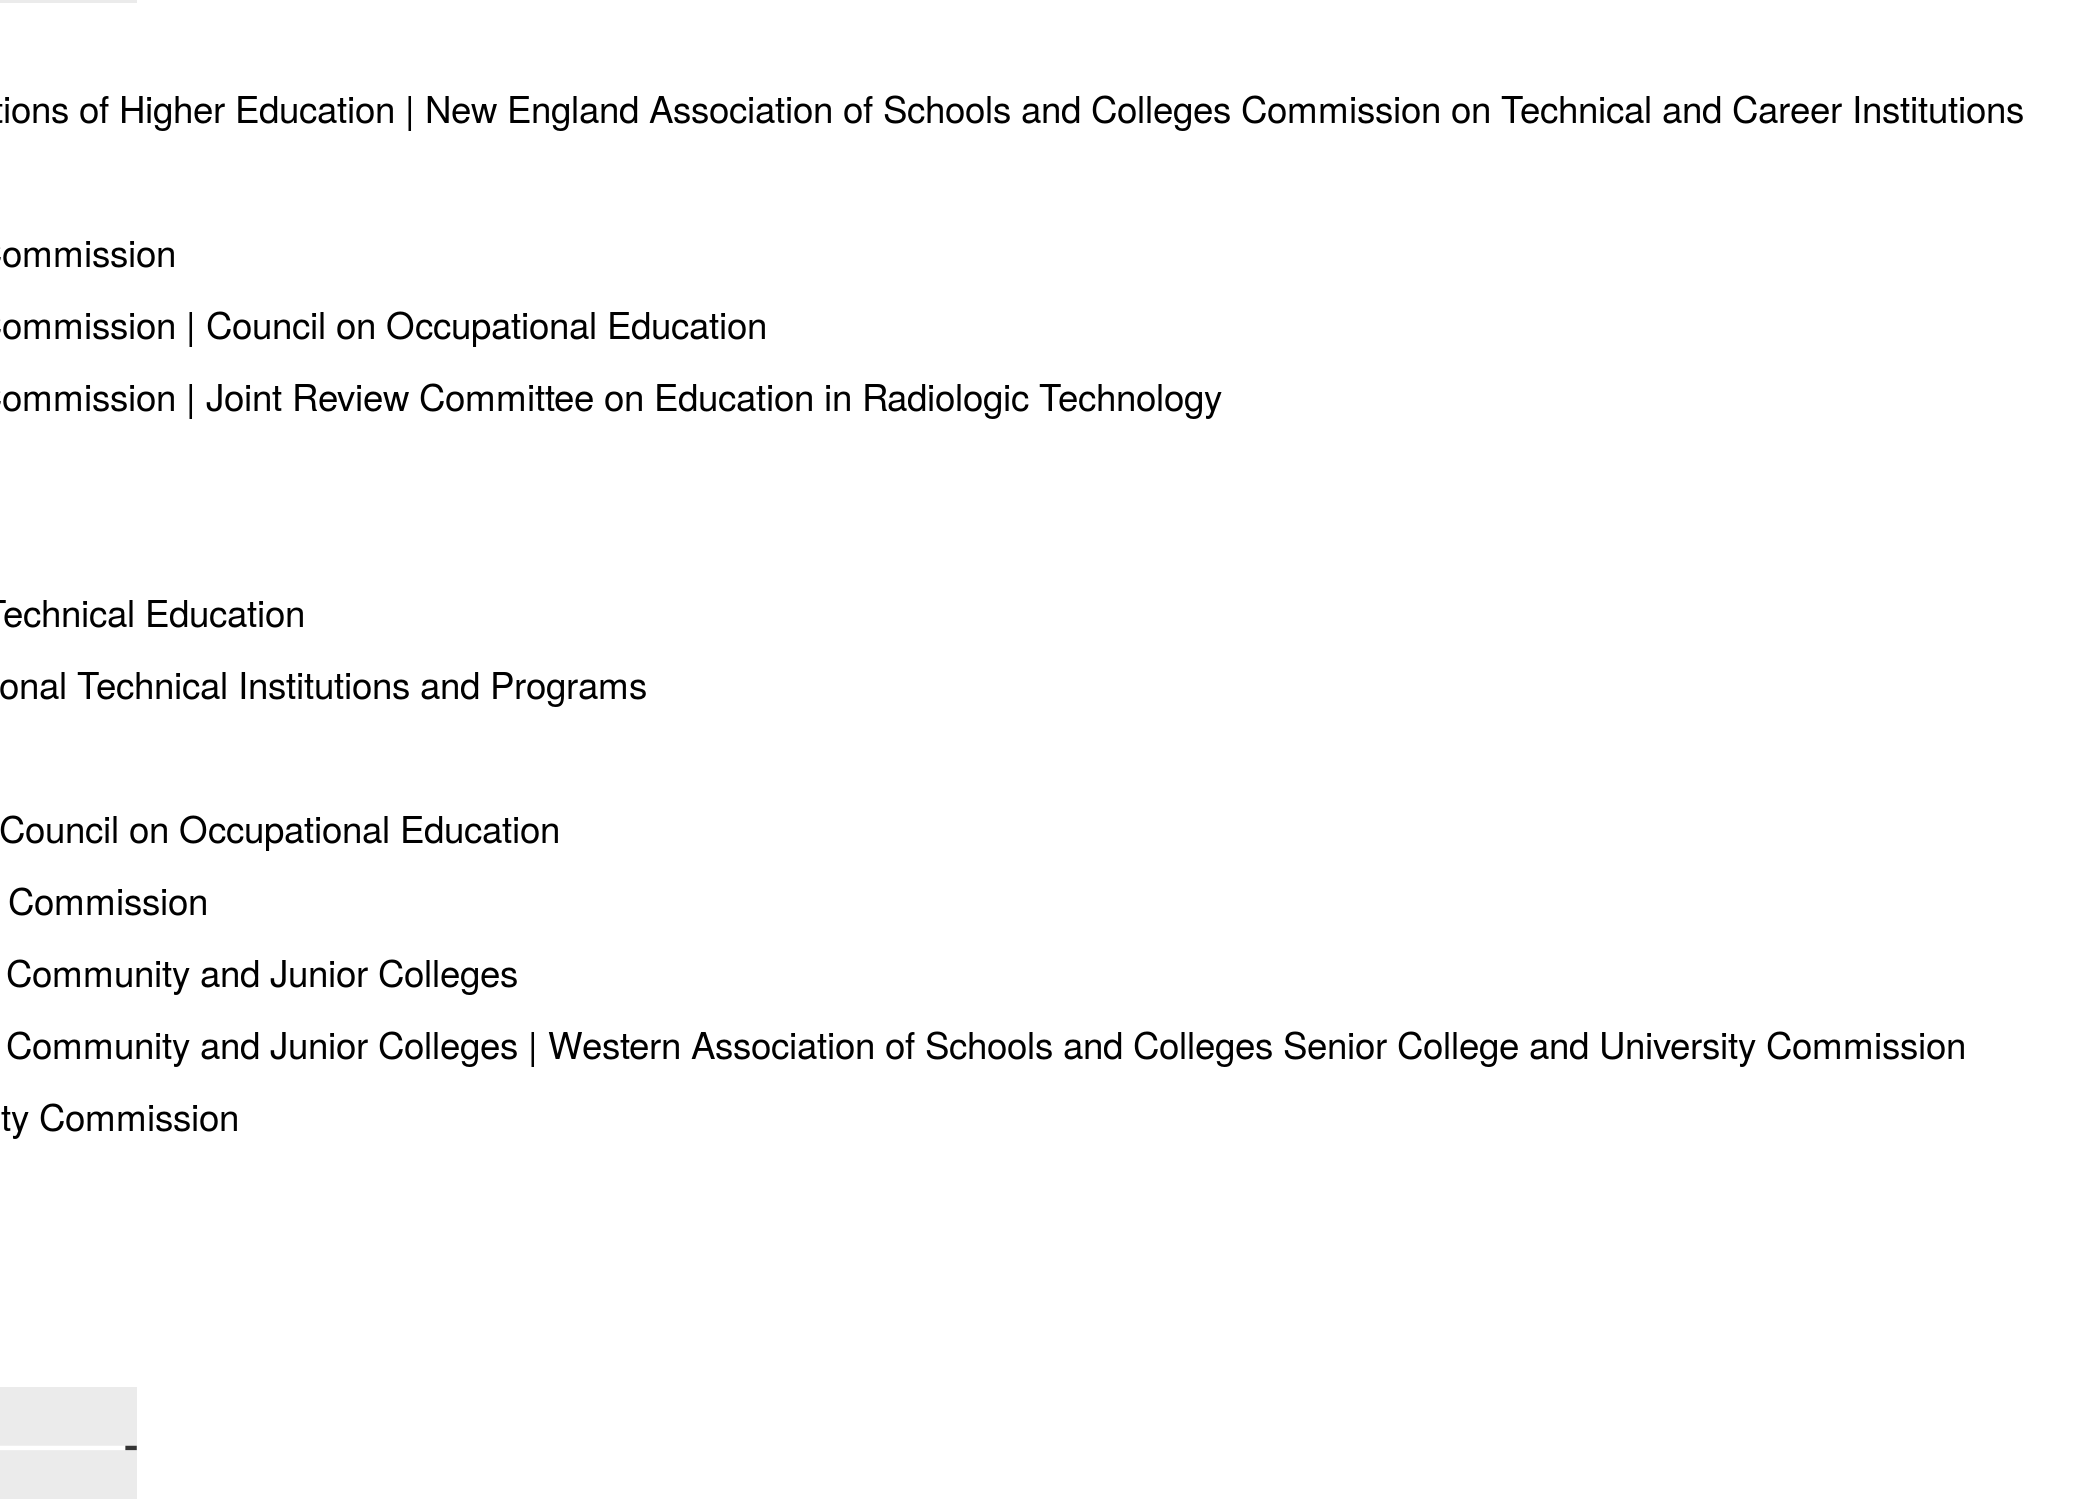 tions of Higher Education | New England Association of Schools and Colleges Commission on Technical and Career Institutions
ommission
ommission | Council on Occupational Education
ommission | Joint Review Committee on Education in Radiologic Technology
Technical Education
onal Technical Institutions and Programs
Council on Occupational Education
Commission
Community and Junior Colleges
Community and Junior Colleges | Western Association of Schools and Colleges Senior College and University Commission
ty Commission